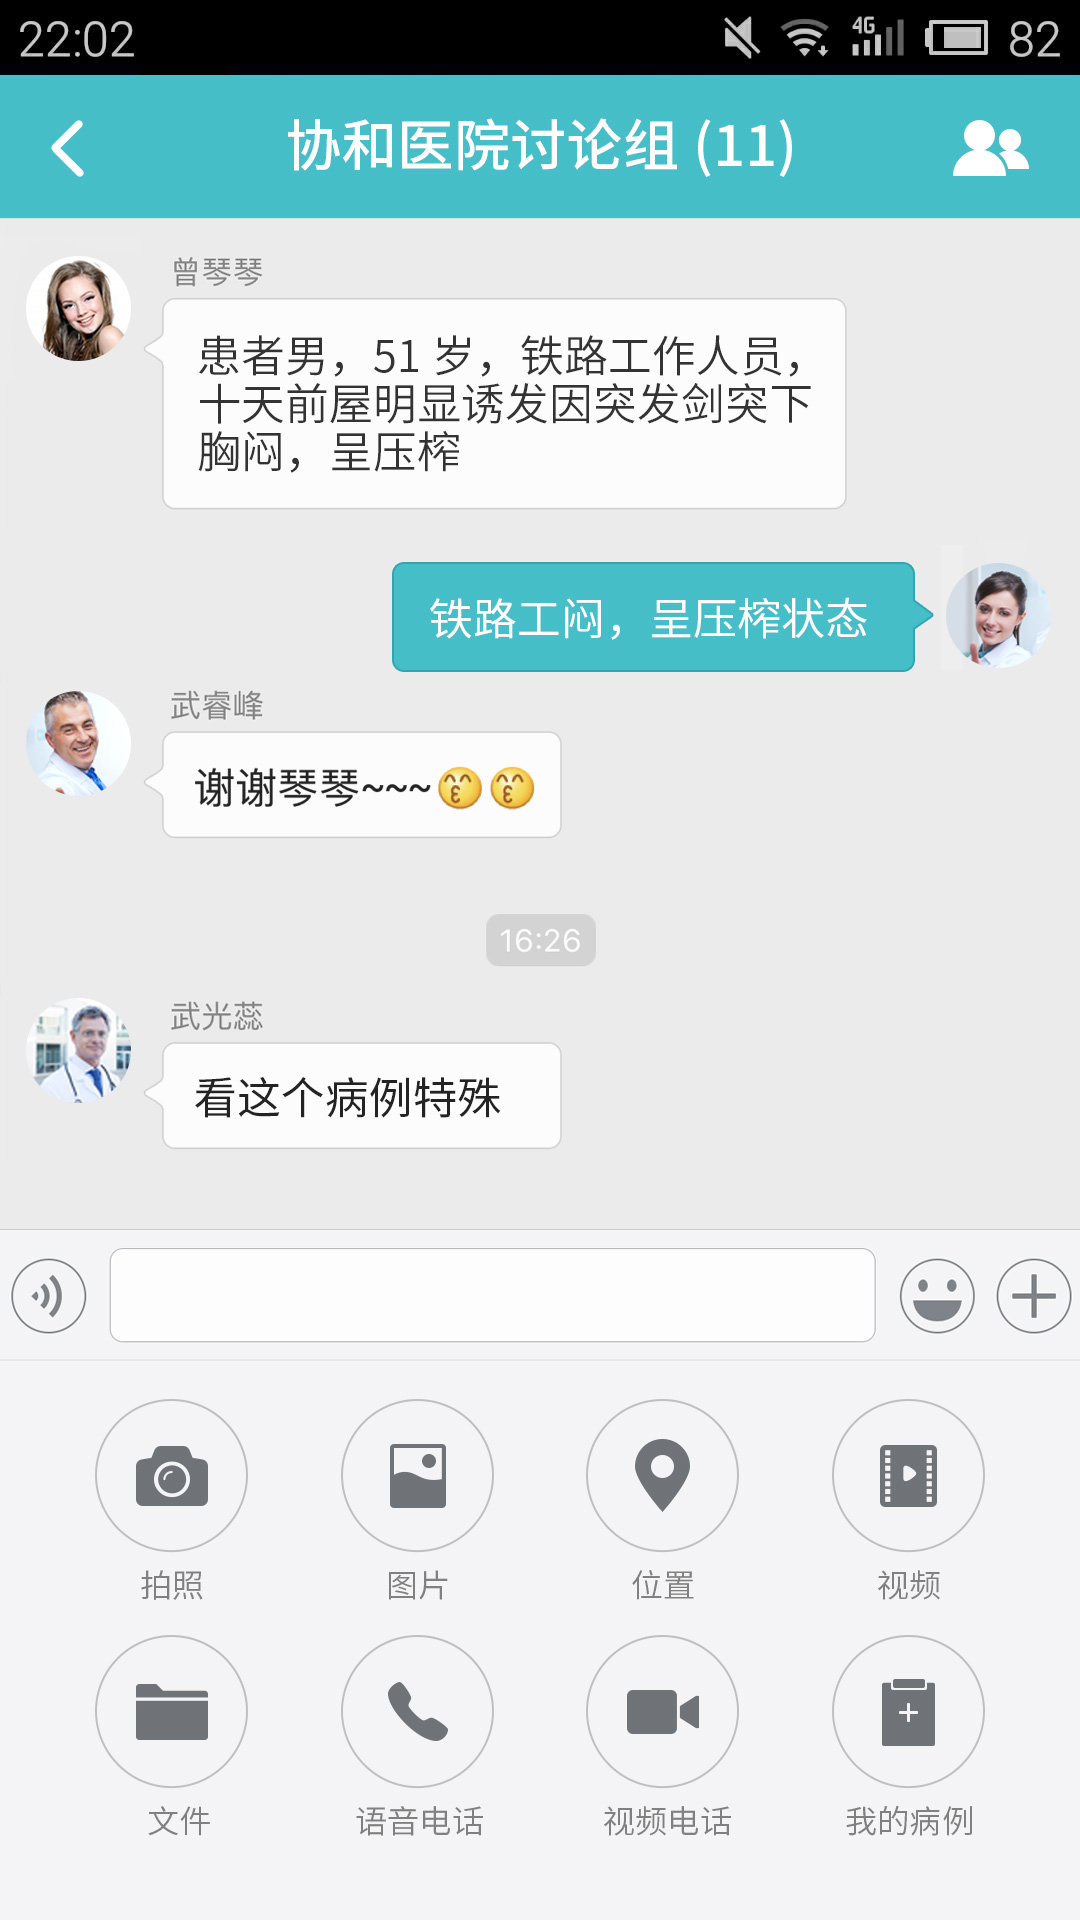 22:02
4G
82
协和医院讨论组 (11)
曾琴琴
患者男，51 岁，铁路工作人员，
十天前屋明显诱发因突发剑突下
胸闷，呈压榨
铁路工闷，呈压榨状态
武睿峰
谢谢琴琴~~~😙😙
16:26
武光蕊
看这个病例特殊
拍照
图片
位置
视频
文件
语音电话
视频电话
我的病例